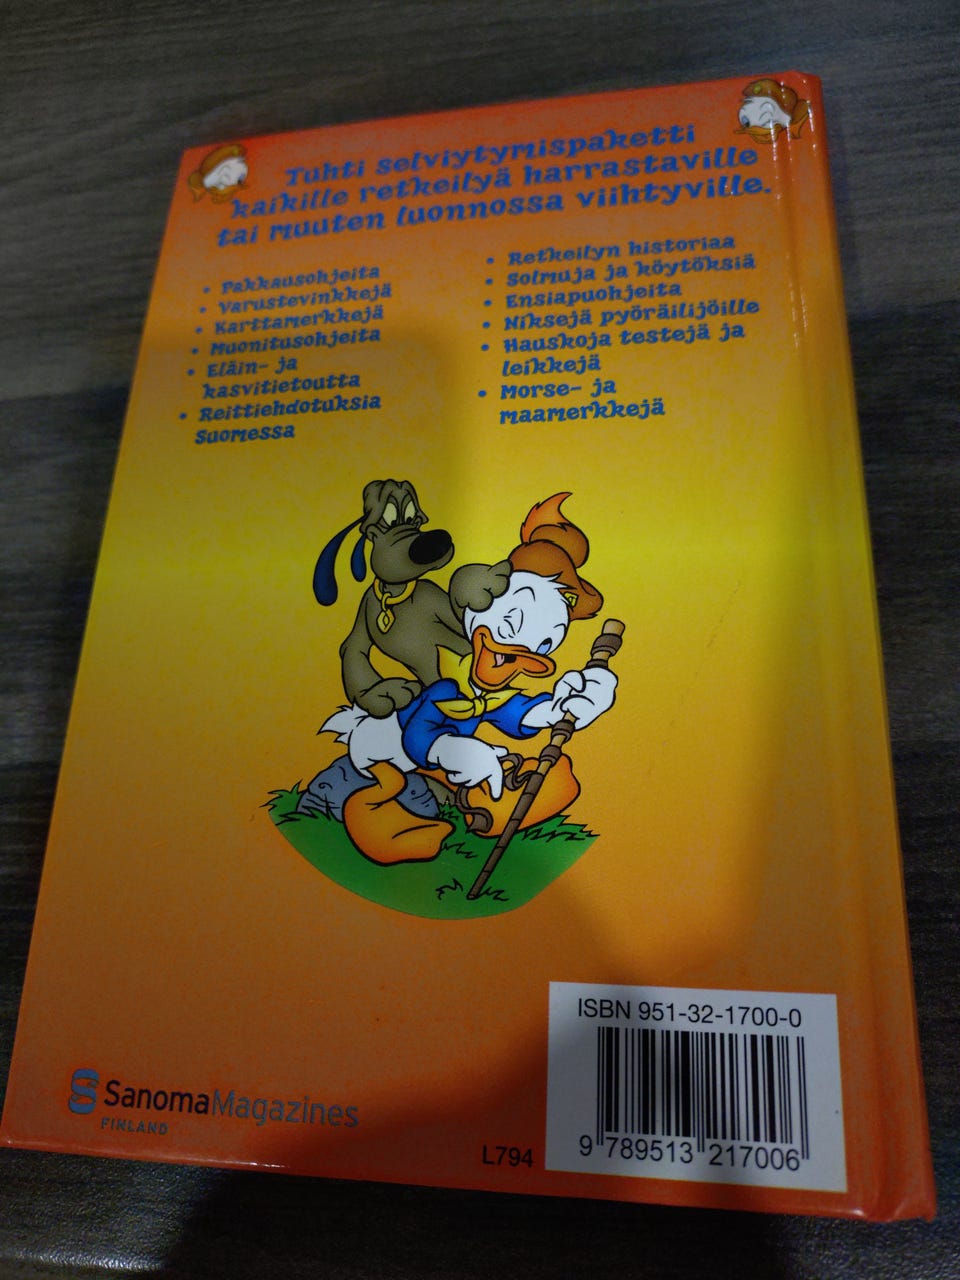 Tuhti selviytymispaketti
kaikille retkeilyä harrastaville
tai muuten luonnossa viihtyville.
• Pakkausohjeita
• Varustevinkkejä
• Karttamerkkejä
• Muonitusohjeita
• Eläin- ja
kasvitietoutta
• Reittiehdotuksia
Suomessa
• Retkeilyn historiaa
• Solmuja ja köytöksiä
• Ensiapuohjeita
• Niksejä pyöräilijöille
• Hauskoja testejä ja
leikkejä
• Morse- ja
maamerkkejä
ISBN 951-32-1700-0
9 789513 217006
SanomaMagazines
FINLAND
L794